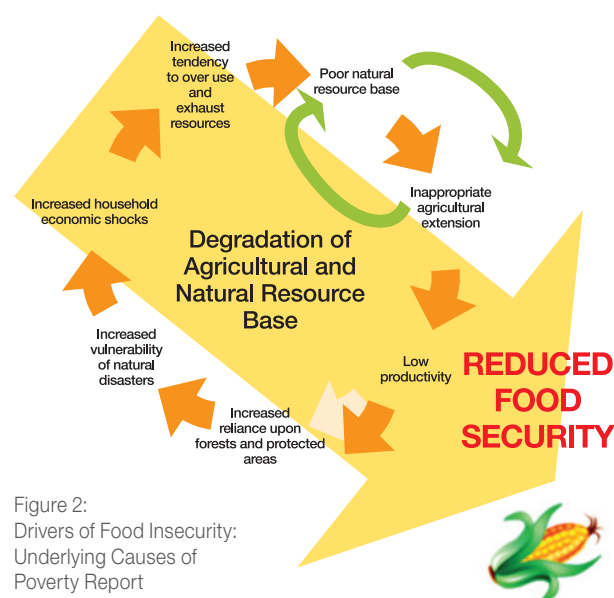 Increased
tendency
to over use
and
exhaust
resources
Poor natural
resource base
Inappropriate
agricultural
extension
Increased household
economic shocks
Degradation of
Agricultural and
Natural Resource
Base
Increased
vulnerability
of natural
disasters
Low
productivity
REDUCED
FOOD
SECURITY
Increased
reliance upon
forests and protected
areas
Figure 2:
Drivers of Food Insecurity:
Underlying Causes of
Poverty Report